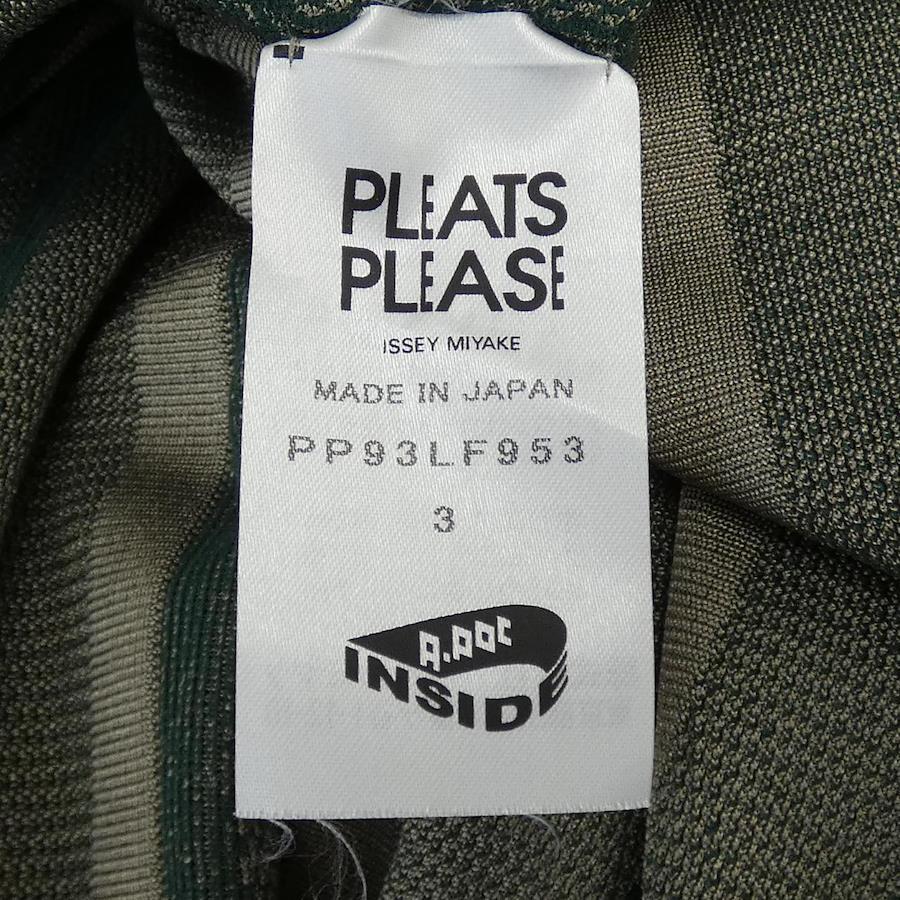 PLEATS
PLEASE
ISSEY MIYAKE
MADE IN JAPAN
PP93LF953
3
A.POC
INSIDE